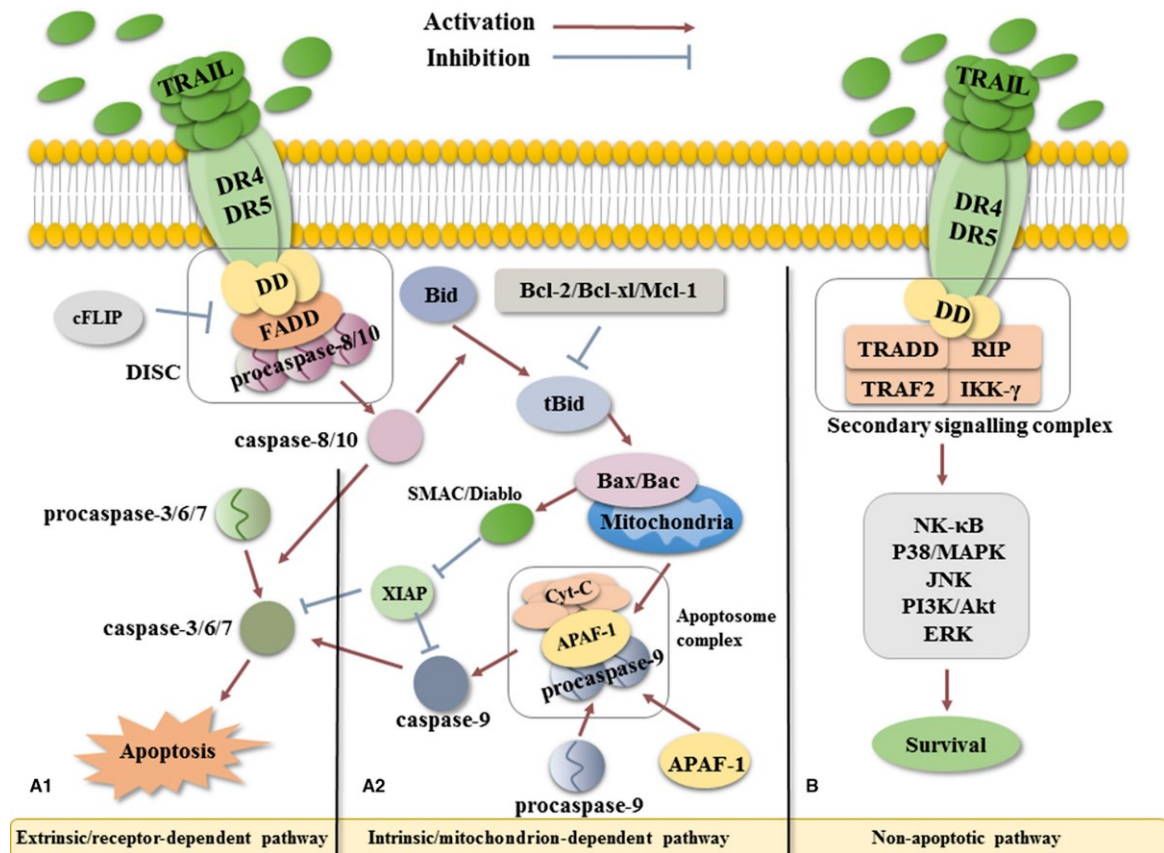 Activation
Inhibition
TRAIL
DR4
DR5
DD
FADD
procaspase-8/10
cFLIP
DISC
caspase-8/10
procaspase-3/6/7
caspase-3/6/7
Apoptosis
A1
Extrinsic/receptor-dependent pathway
Bid
Bcl-2/Bcl-xl/Mcl-1
tBid
Bax/Bac
Mitochondria
SMAC/Diablo
XIAP
Cyt-C
APAF-1
procaspase-9
Apoptosome
complex
caspase-9
procaspase-9
APAF-1
A2
Intrinsic/mitochondrion-dependent pathway
TRAIL
DR4
DR5
DD
TRADD
RIP
TRAF2
IKK-γ
Secondary signalling complex
NK-κB
P38/MAPK
JNK
PI3K/Akt
ERK
Survival
B
Non-apoptotic pathway